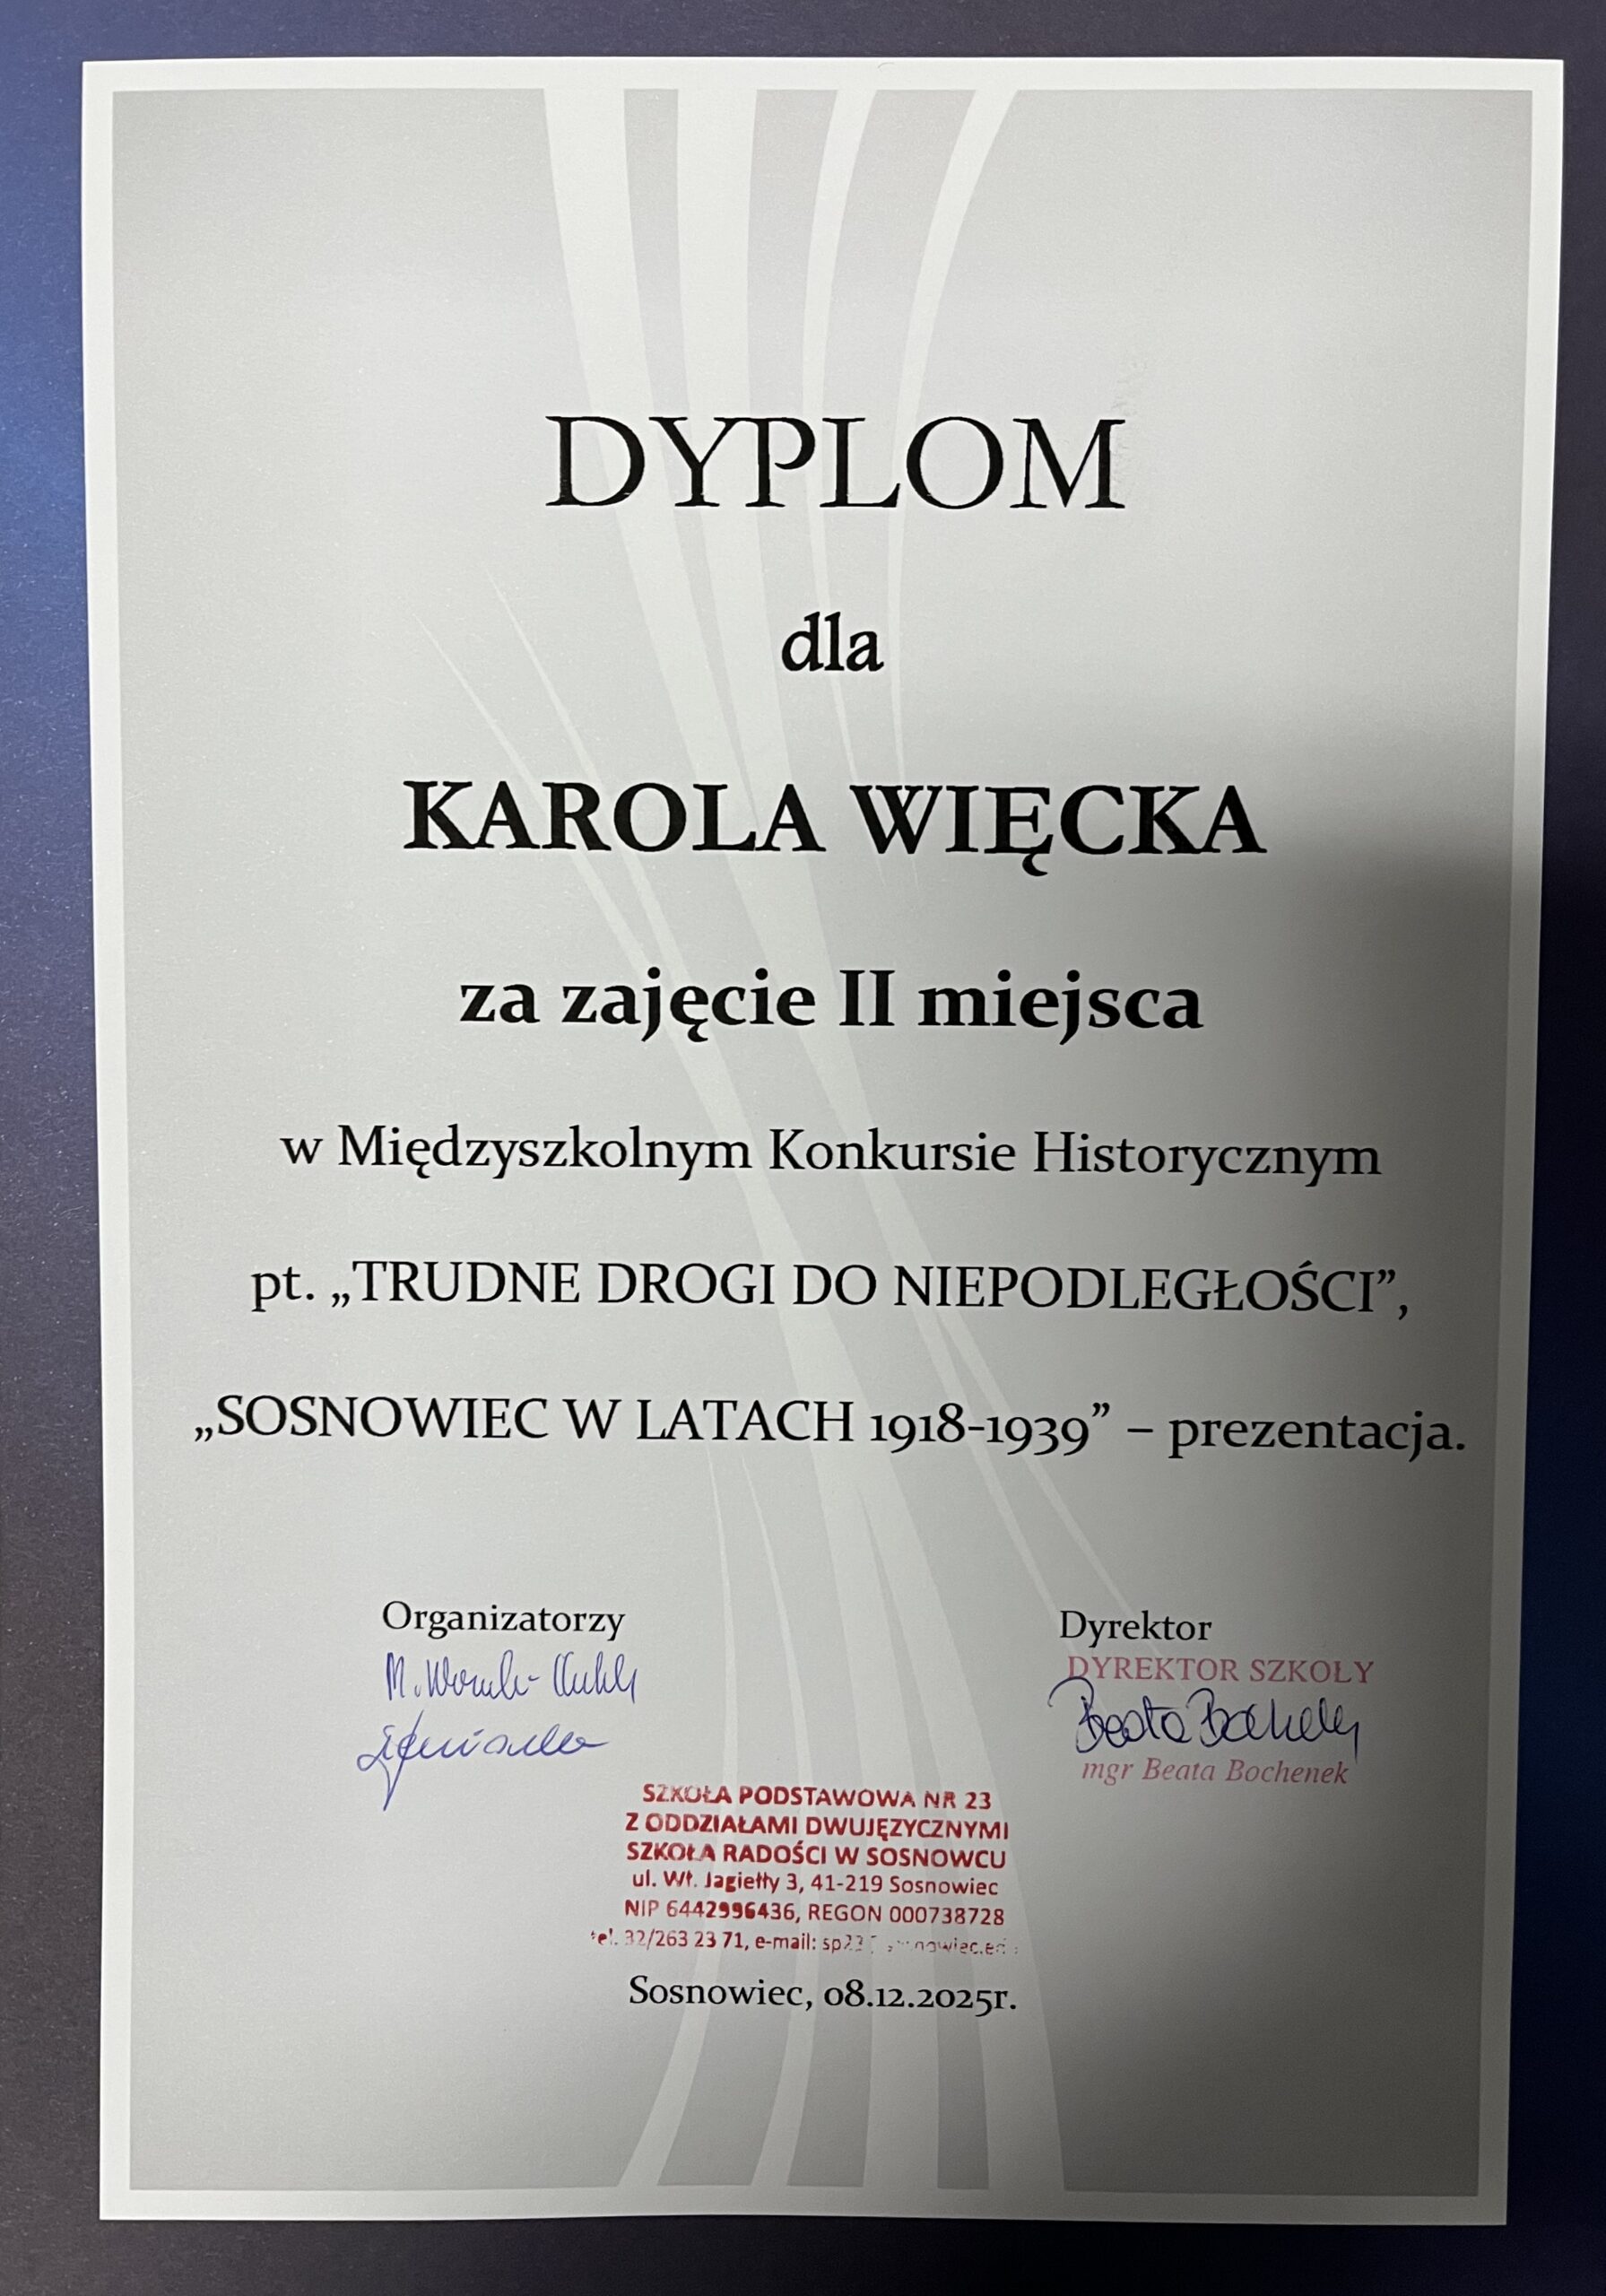 DYPLOM
dla
KAROLA WIĘCKA
za zajęcie II miejsca
w Międzyszkolnym Konkursie Historycznym
pt. „TRUDNE DROGI DO NIEPODLEGŁOŚCI”,
„SOSNOWIEC W LATACH 1918-1939” – prezentacja.
Organizatorzy
Dyrektor
DYREKTOR SZKOŁY
Beata Bochenek
mgr Beata Bochenek
SZKOŁA PODSTAWOWA NR 23
Z ODDZIAŁAMI DWUJĘZYCZNYMI
SZKOŁA RADOŚCI W SOSNOWCU
ul. Wł. Jagiełły 3, 41-219 Sosnowiec
NIP 6442996436, REGON 000738728
tel. 32/263 23 71, e-mail:
Sosnowiec, 08.12.2025r.